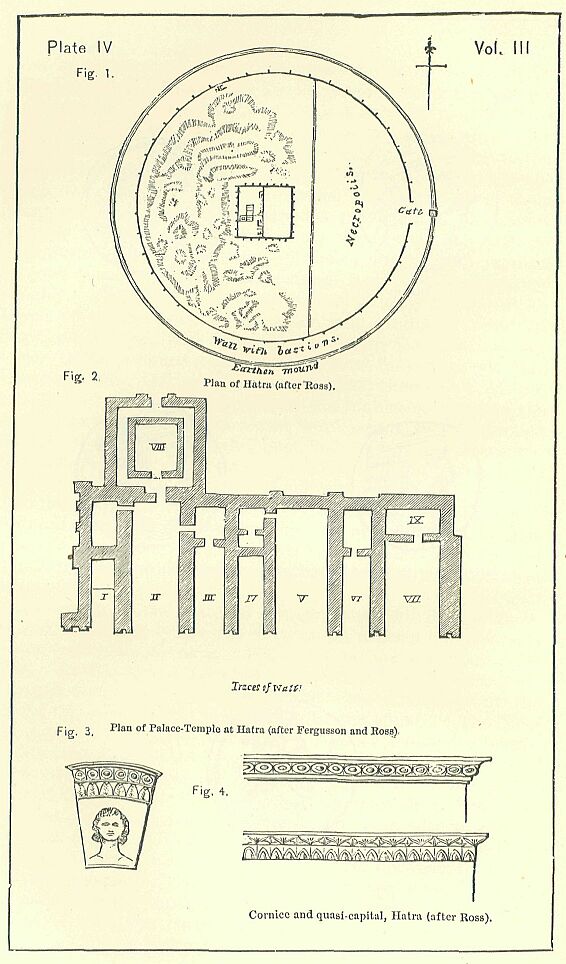 Plate IV
Vol. III
Fig. 1.
Necropolis.
Gate
Wall with bastions.
Earthen mound
Plan of Hatra (after Ross).
Fig. 2.
VIII
IX
I II III IV V VI VII
Traces of Wall
Plan of Palace-Temple at Hatra (after Fergusson and Ross).
Fig. 3.
Fig. 4.
Cornice and quasi-capital, Hatra (after Ross).